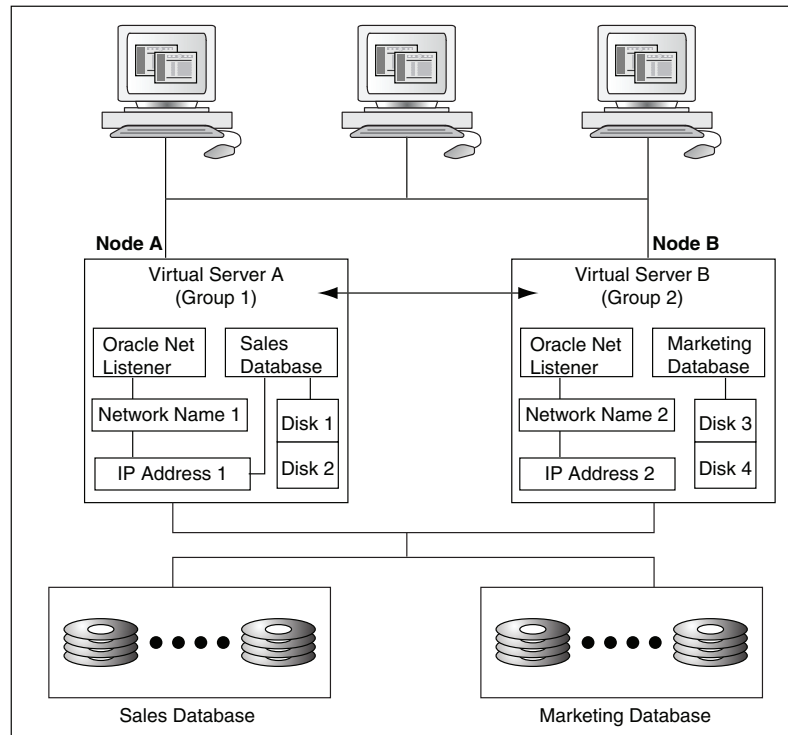 Node A
Node B
Virtual Server A
(Group 1)
Virtual Server B
(Group 2)
Oracle Net
Listener
Sales
Database
Network Name 1
Disk 1
IP Address 1
Disk 2
Oracle Net
Listener
Marketing
Database
Network Name 2
Disk 3
IP Address 2
Disk 4
Sales Database
Marketing Database